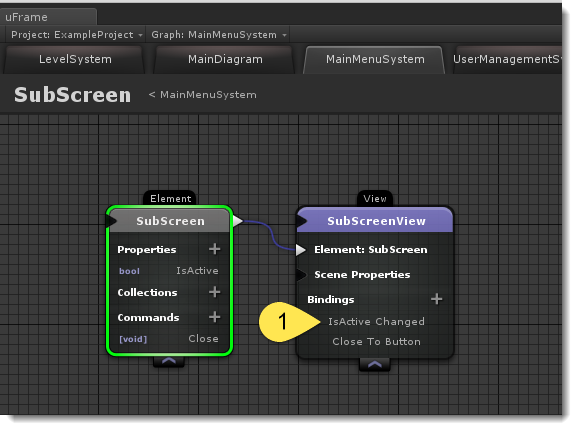 uFrame
Project: ExampleProject Graph: MainMenuSystem
LevelSystem MainDiagram MainMenuSystem UserManagementS
SubScreen < MainMenuSystem
Element View
SubScreen SubScreenView
Properties + Element: SubScreen
bool IsActive Scene Properties
Collections + Bindings +
Commands + 1 IsActive Changed
[void] Close Close To Button